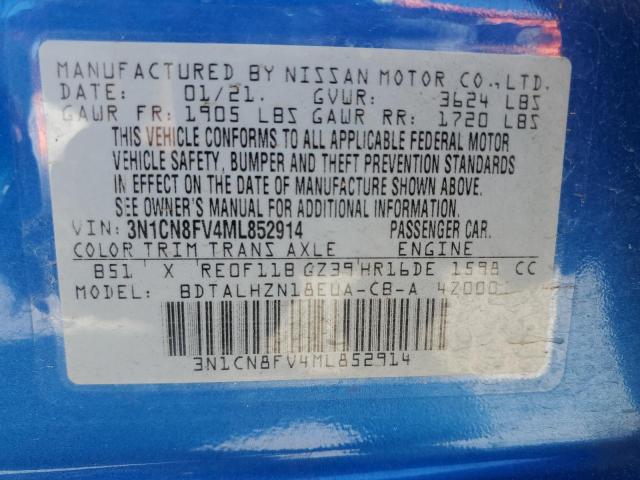 MANUFACTURED BY NISSAN MOTOR CO.,LTD.
DATE: 01/21. GVWR: 3624 LBS
GAWR FR: 1905 LBS GAWR RR: 1720 LBS
THIS VEHICLE CONFORMS TO ALL APPLICABLE FEDERAL MOTOR
VEHICLE SAFETY, BUMPER AND THEFT PREVENTION STANDARDS
IN EFFECT ON THE DATE OF MANUFACTURE SHOWN ABOVE.
SEE OWNER'S MANUAL FOR ADDITIONAL INFORMATION.
VIN: 3N1CN8FV4ML852914 PASSENGER CAR.
COLOR TRIM TRANS AXLE ENGINE
B51 X RE0F11B GZ39 HR16DE 1598 CC
MODEL: BDTALHZN18EUA-CB-A 4Z000
3N1CN8FV4ML852914